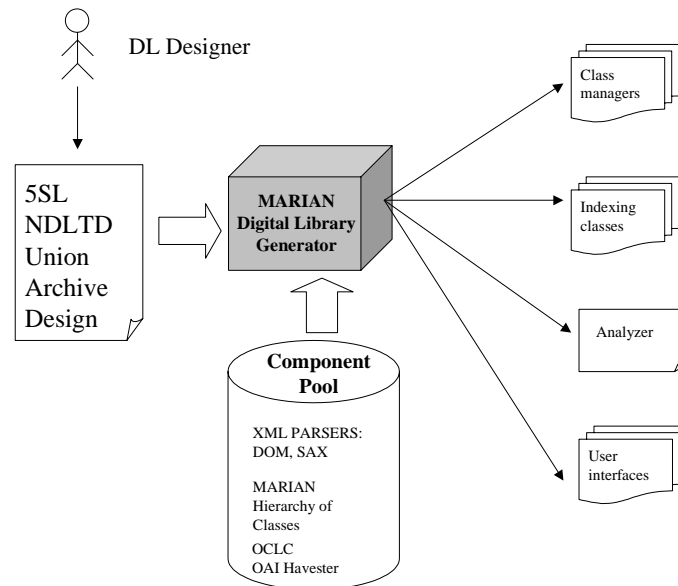 DL Designer
5SL
NDLTD
Union
Archive
Design
MARIAN
Digital Library
Generator
Component
Pool
XML PARSERS:
DOM, SAX
MARIAN
Hierarchy of
Classes
OCLC
OAI Havester
Class
managers
Indexing
classes
Analyzer
User
interfaces